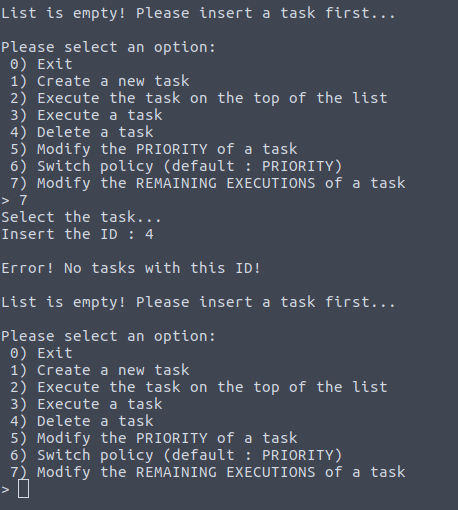 List is empty! Please insert a task first...
Please select an option:
0) Exit
1) Create a new task
2) Execute the task on the top of the list
3) Execute a task
4) Delete a task
5) Modify the PRIORITY of a task
6) Switch policy (default : PRIORITY)
7) Modify the REMAINING EXECUTIONS of a task
> 7
Select the task...
Insert the ID : 4
Error! No tasks with this ID!
List is empty! Please insert a task first...
Please select an option:
0) Exit
1) Create a new task
2) Execute the task on the top of the list
3) Execute a task
4) Delete a task
5) Modify the PRIORITY of a task
6) Switch policy (default : PRIORITY)
7) Modify the REMAINING EXECUTIONS of a task
>